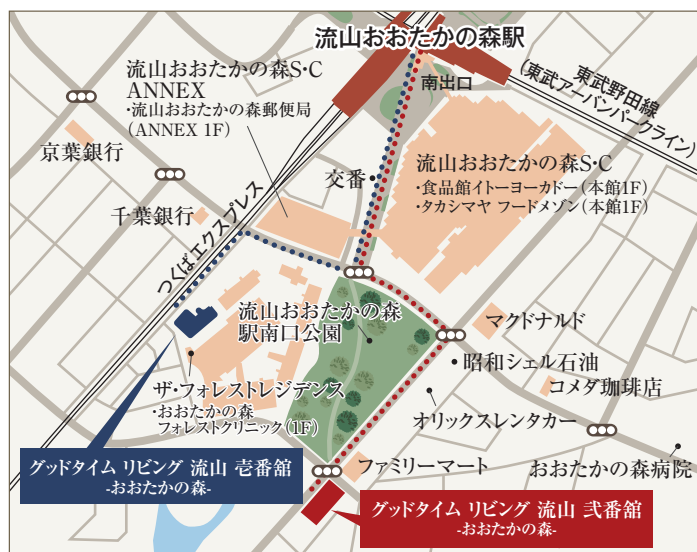 流山おおたかの森駅
南出口
東武野田線
(東武アーバンパークライン)
流山おおたかの森S・C
ANNEX
・流山おおたかの森郵便局
(ANNEX 1F)
京葉銀行
千葉銀行
つくばエクスプレス
交番
流山おおたかの森S・C
・食品館イトーヨーカドー(本館1F)
・タカシマヤ フードメゾン(本館1F)
流山おおたかの森
駅南口公園
マクドナルド
昭和シェル石油
コメダ珈琲店
ザ・フォレストレジデンス
・おおたかの森
フォレストクリニック(1F)
オリックスレンタカー
ファミリーマート
おおたかの森病院
グッドタイム リビング 流山 壱番舘
-おおたかの森-
グッドタイム リビング 流山 弐番舘
-おおたかの森-